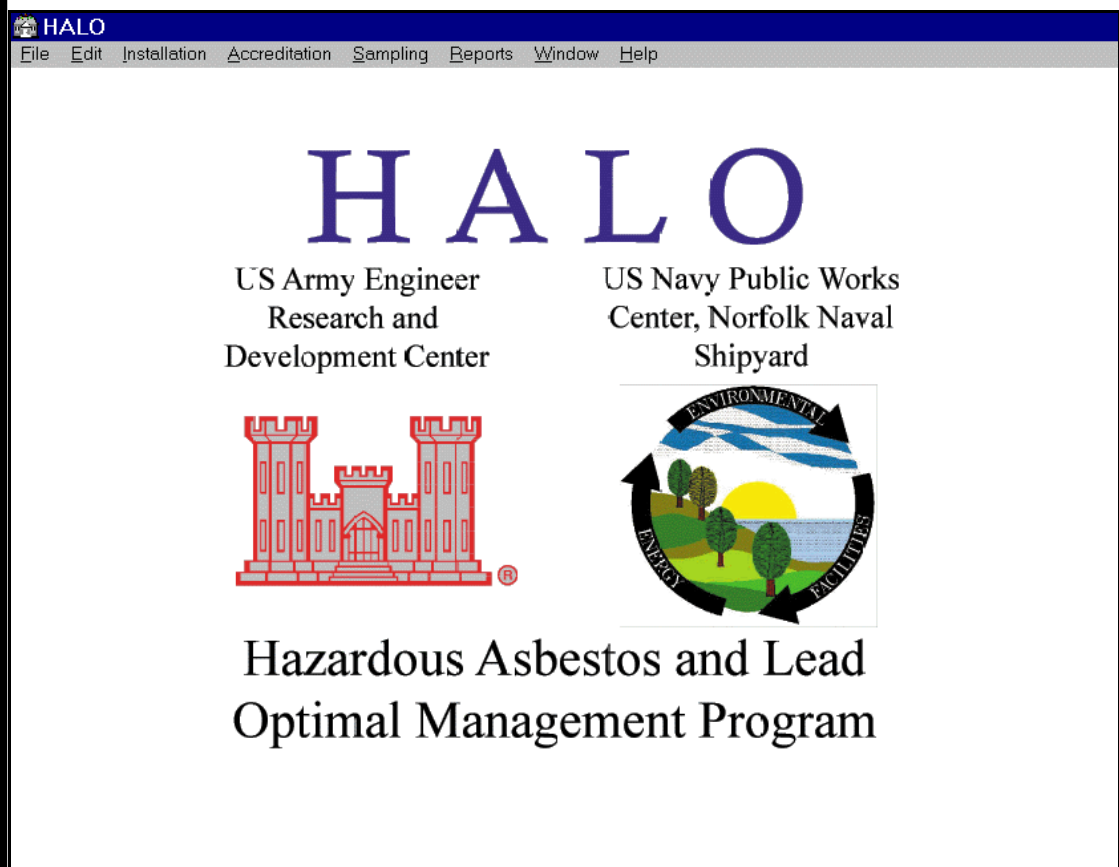 HALO
File Edit Installation Accreditation Sampling Reports Window Help
H A L O
US Army Engineer
Research and
Development Center
US Navy Public Works
Center, Norfolk Naval
Shipyard
ENVIRONMENTAL
ENERGY
FACILITIES
®
Hazardous Asbestos and Lead
Optimal Management Program